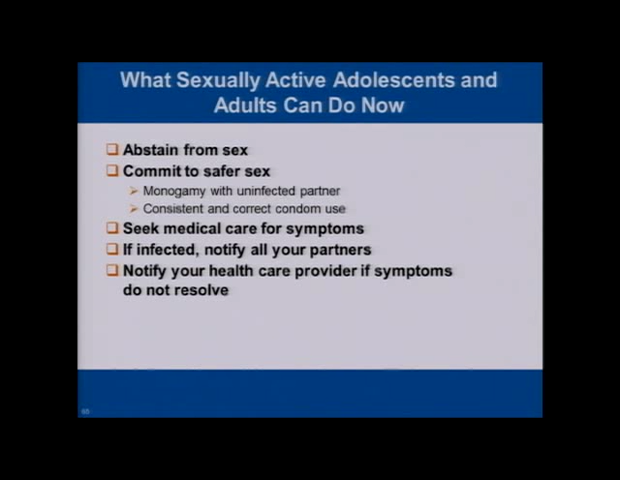 What Sexually Active Adolescents and
Adults Can Do Now
❑ Abstain from sex
❑ Commit to safer sex
➢ Monogamy with uninfected partner
➢ Consistent and correct condom use
❑ Seek medical care for symptoms
❑ If infected, notify all your partners
❑ Notify your health care provider if symptoms
do not resolve